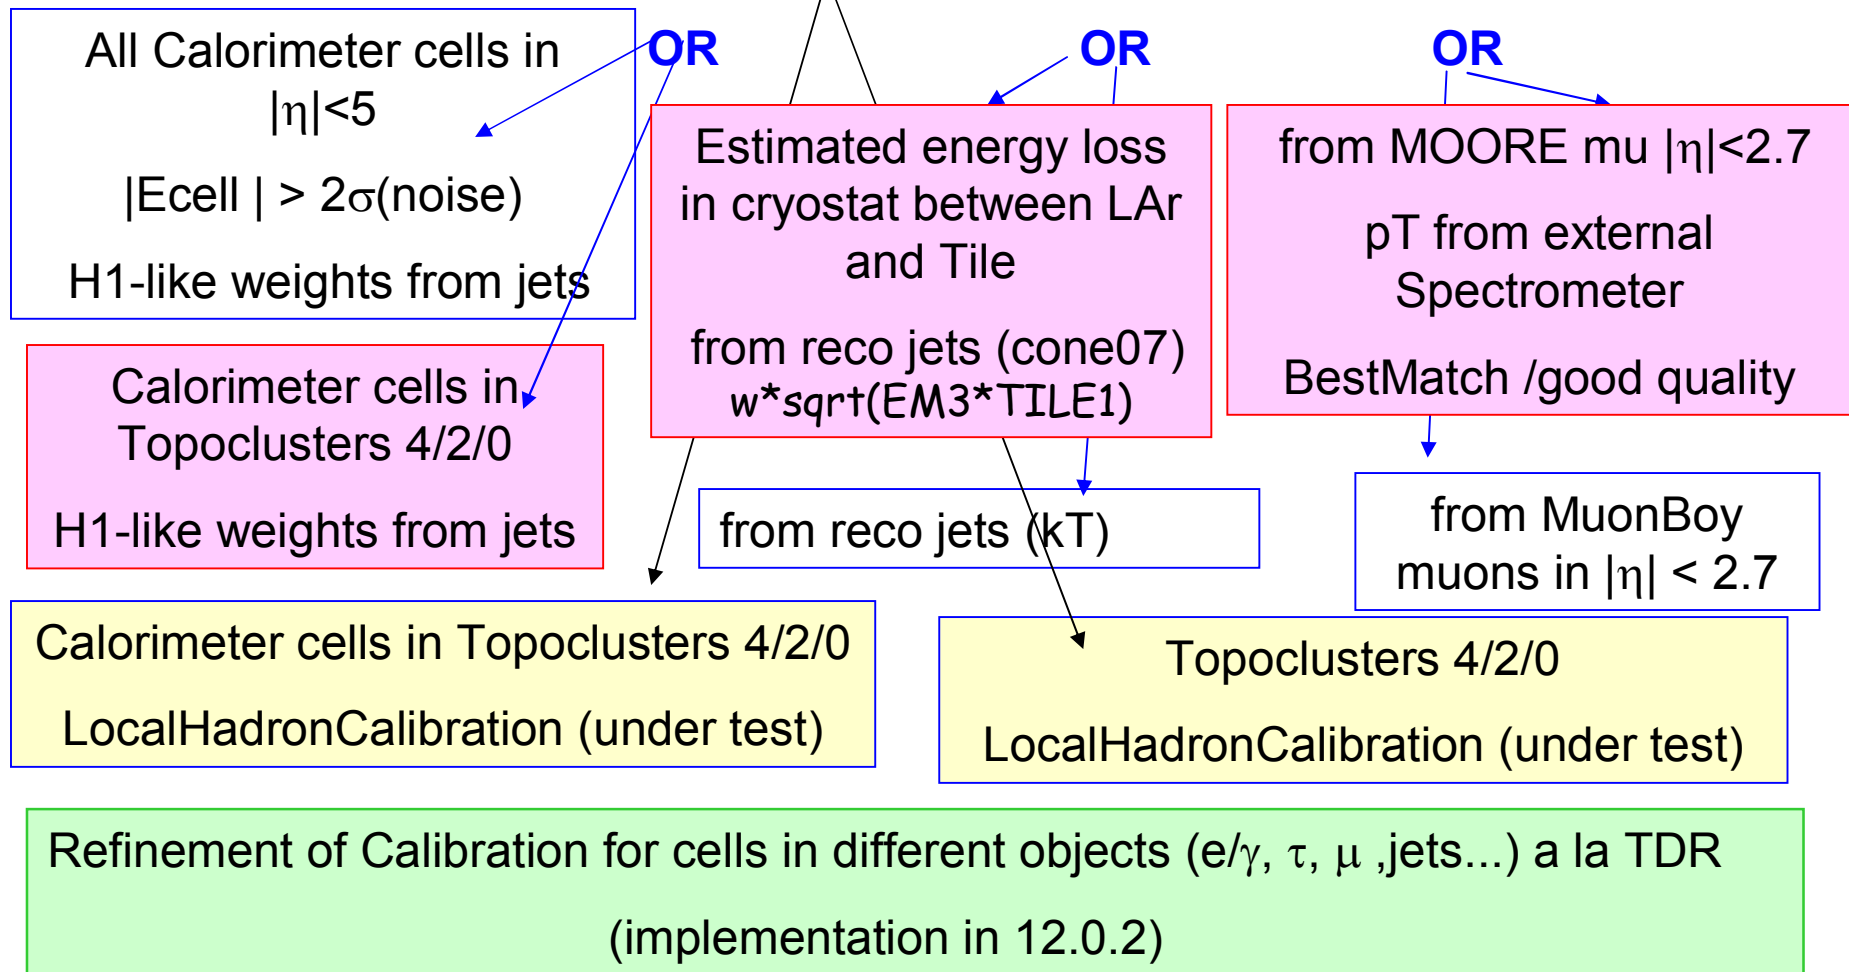 All Calorimeter cells in
|η|<5
|Ecell | > 2σ(noise)
H1-like weights from jets
OR
OR
OR
Estimated energy loss
in cryostat between LAr
and Tile
from reco jets (cone07)
w*sqrt(EM3*TILE1)
from MOORE mu |η|<2.7
pT from external
Spectrometer
BestMatch /good quality
Calorimeter cells in
Topoclusters 4/2/0
H1-like weights from jets
from reco jets (kT)
from MuonBoy
muons in |η| < 2.7
Calorimeter cells in Topoclusters 4/2/0
LocalHadronCalibration (under test)
Topoclusters 4/2/0
LocalHadronCalibration (under test)
Refinement of Calibration for cells in different objects (e/γ, τ, μ ,jets...) a la TDR
(implementation in 12.0.2)